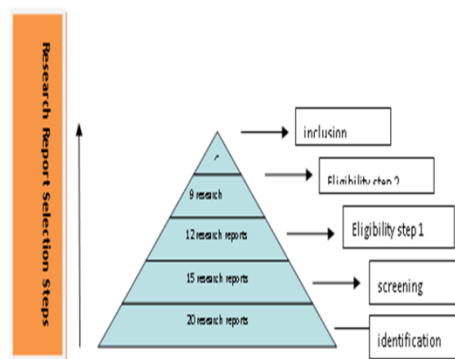 Research Report Selection Steps
inclusion
Eligibility step 2
9 research
12 research reports
Eligibility step 1
15 research reports
screening
20 research reports
identification